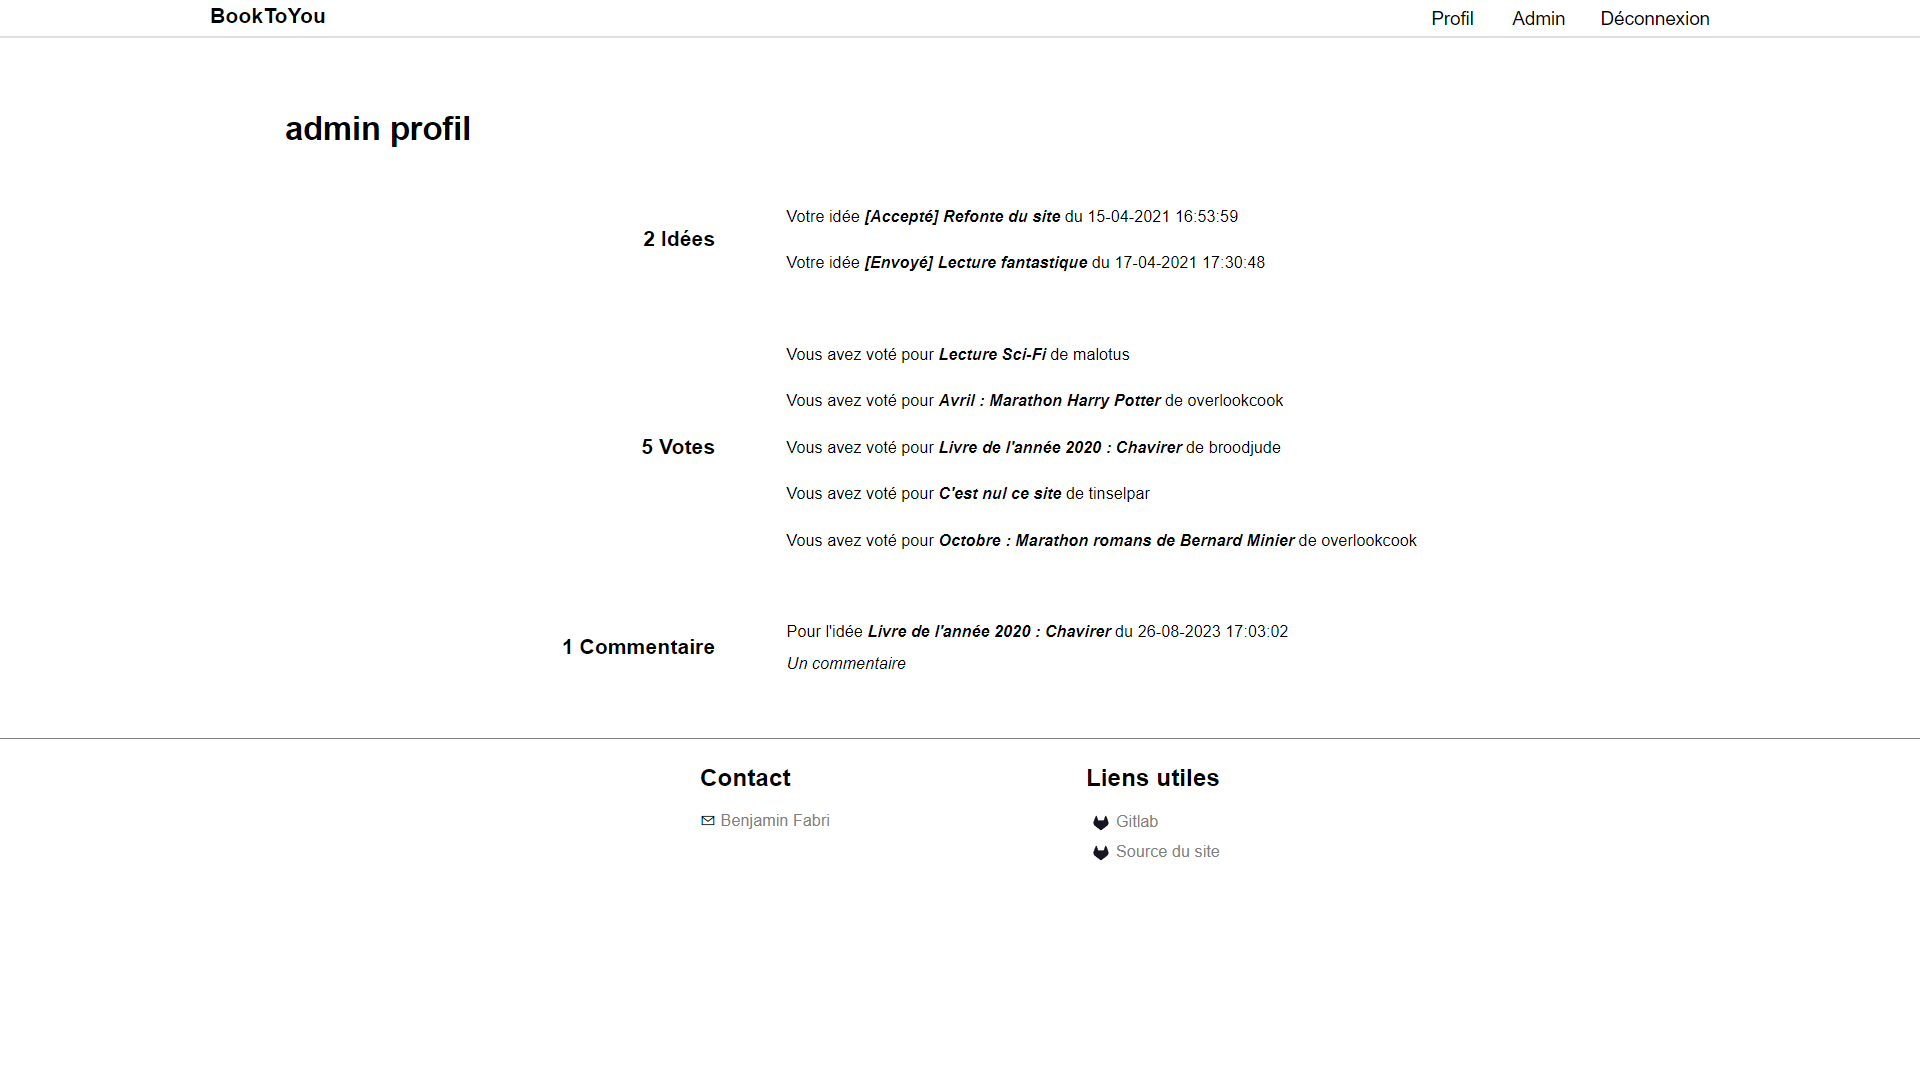 BookToYou
Profil
Admin
Déconnexion
admin profil
2 Idées
Votre idée [Accepté] Refonte du site du 15-04-2021 16:53:59
Votre idée [Envoyé] Lecture fantastique du 17-04-2021 17:30:48
5 Votes
Vous avez voté pour Lecture Sci-Fi de malotus
Vous avez voté pour Avril : Marathon Harry Potter de overlookcook
Vous avez voté pour Livre de l'année 2020 : Chavirer de broodjude
Vous avez voté pour C'est nul ce site de tinselpar
Vous avez voté pour Octobre : Marathon romans de Bernard Minier de overlookcook
1 Commentaire
Pour l'idée Livre de l'année 2020 : Chavirer du 26-08-2023 17:03:02
Un commentaire
Contact
Benjamin Fabri
Liens utiles
Gitlab
Source du site